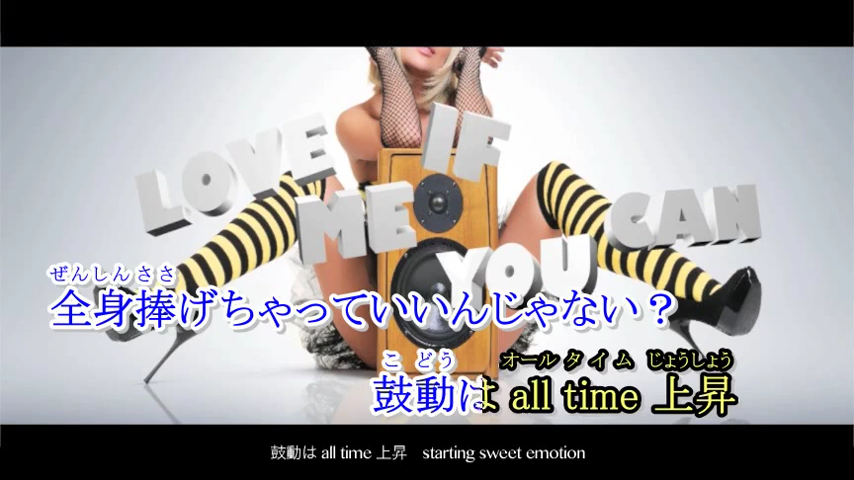 LOVE ME IF YOU CAN
ぜんしんささ
全身捧げちゃっていいんじゃない？
こどう オールタイム じょうしょう
鼓動は all time 上昇
鼓動は all time 上昇　starting sweet emotion